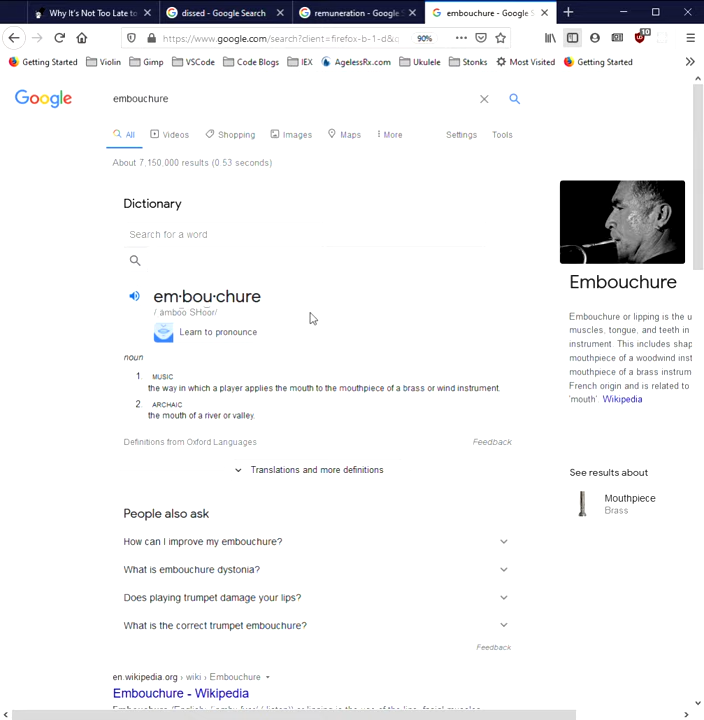 Why It's Not Too Late to
dissed - Google Search
remuneration - Google S
embouchure - Google S
https://www.google.com/search?client=firefox-b-1-d&
90%
10
Getting Started
Violin
Gimp
VSCode
Code Blogs
IEX
AgelessRx.com
Ukulele
Stonks
Most Visited
Getting Started
Google
embouchure
All
Videos
Shopping
Images
Maps
More
Settings
Tools
About 7,150,000 results (0.53 seconds)
Dictionary
Search for a word
em·bou·chure
/ˌämbo͞oˈSHo͝or/
Learn to pronounce
noun
1. MUSIC
the way in which a player applies the mouth to the mouthpiece of a brass or wind instrument.
2. ARCHAIC
the mouth of a river or valley.
Definitions from Oxford Languages
Feedback
Translations and more definitions
People also ask
How can I improve my embouchure?
What is embouchure dystonia?
Does playing trumpet damage your lips?
What is the correct trumpet embouchure?
Feedback
en.wikipedia.org › wiki › Embouchure
Embouchure - Wikipedia
Embouchure
Embouchure or lipping is the u
muscles, tongue, and teeth in
instrument. This includes shap
mouthpiece of a woodwind inst
mouthpiece of a brass instrum
French origin and is related to
'mouth'. Wikipedia
See results about
Mouthpiece
Brass